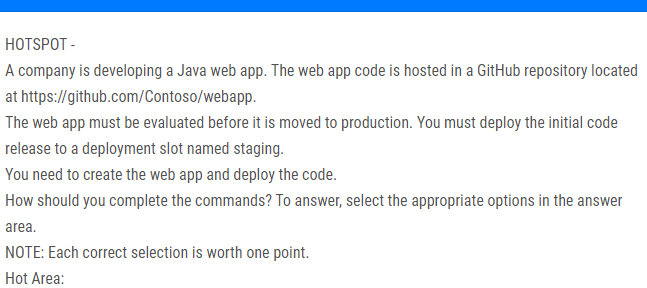 HOTSPOT -
A company is developing a Java web app. The web app code is hosted in a GitHub repository located
at https://github.com/Contoso/webapp.
The web app must be evaluated before it is moved to production. You must deploy the initial code
release to a deployment slot named staging.
You need to create the web app and deploy the code.
How should you complete the commands? To answer, select the appropriate options in the answer
area.
NOTE: Each correct selection is worth one point.
Hot Area: